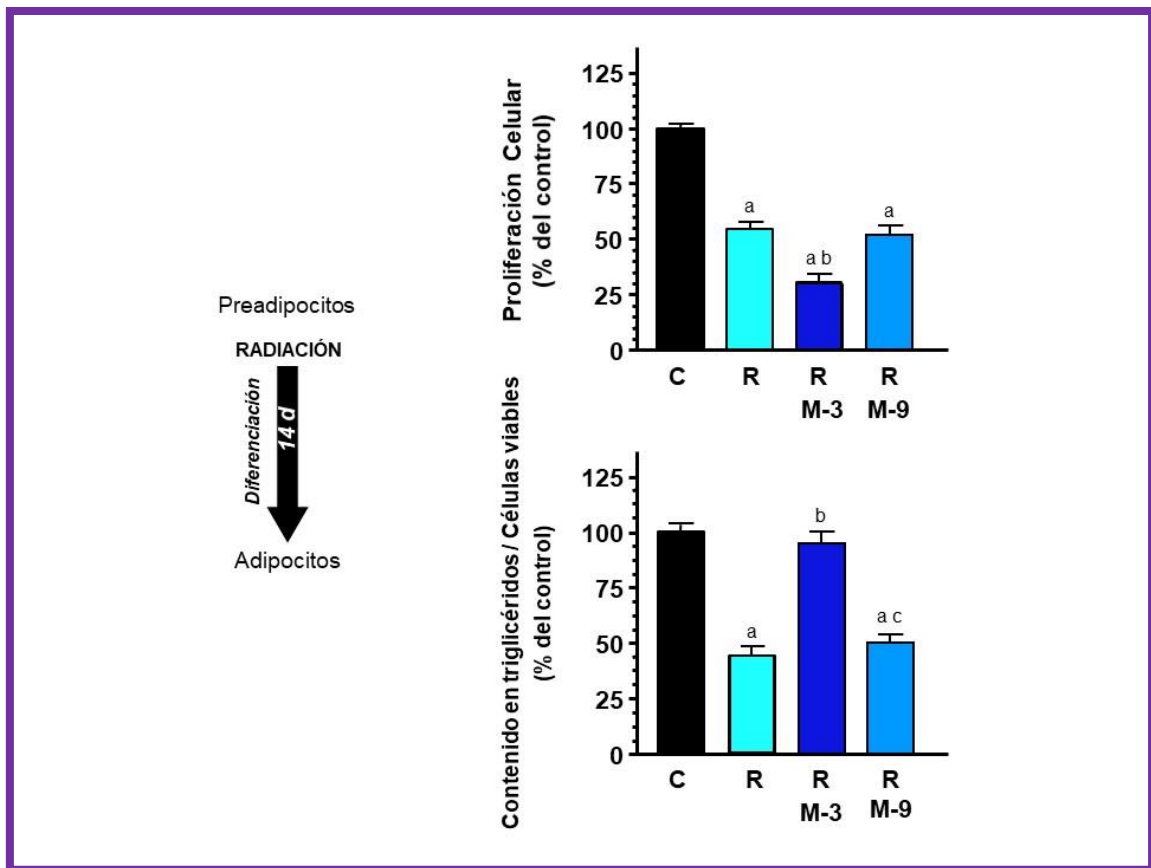 Preadipocitos
RADIACIÓN
Diferenciación
14 d
Adipocitos
Proliferación Celular
(% del control)
125
100
75
50
25
0
a
a b
a
C R R R
M-3 M-9
Contenido en triglicéridos / Células viables
(% del control)
125
100
75
50
25
0
a
b
a c
C R R R
M-3 M-9